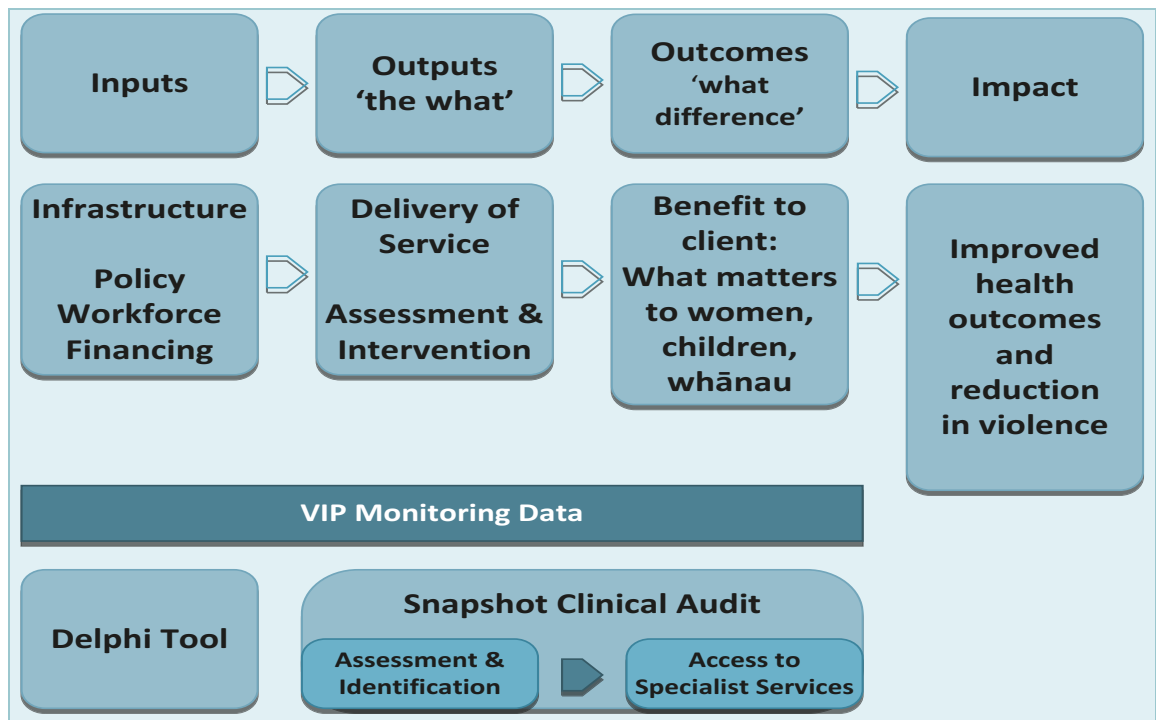 Inputs
Outputs
‘the what’
Outcomes
‘what
difference’
Impact
Infrastructure
Policy
Workforce
Financing
Delivery of
Service
Assessment &
Intervention
Benefit to
client:
What matters
to women,
children,
whānau
Improved
health
outcomes
and
reduction
in violence
VIP Monitoring Data
Delphi Tool
Snapshot Clinical Audit
Assessment &
Identification
Access to
Specialist Services